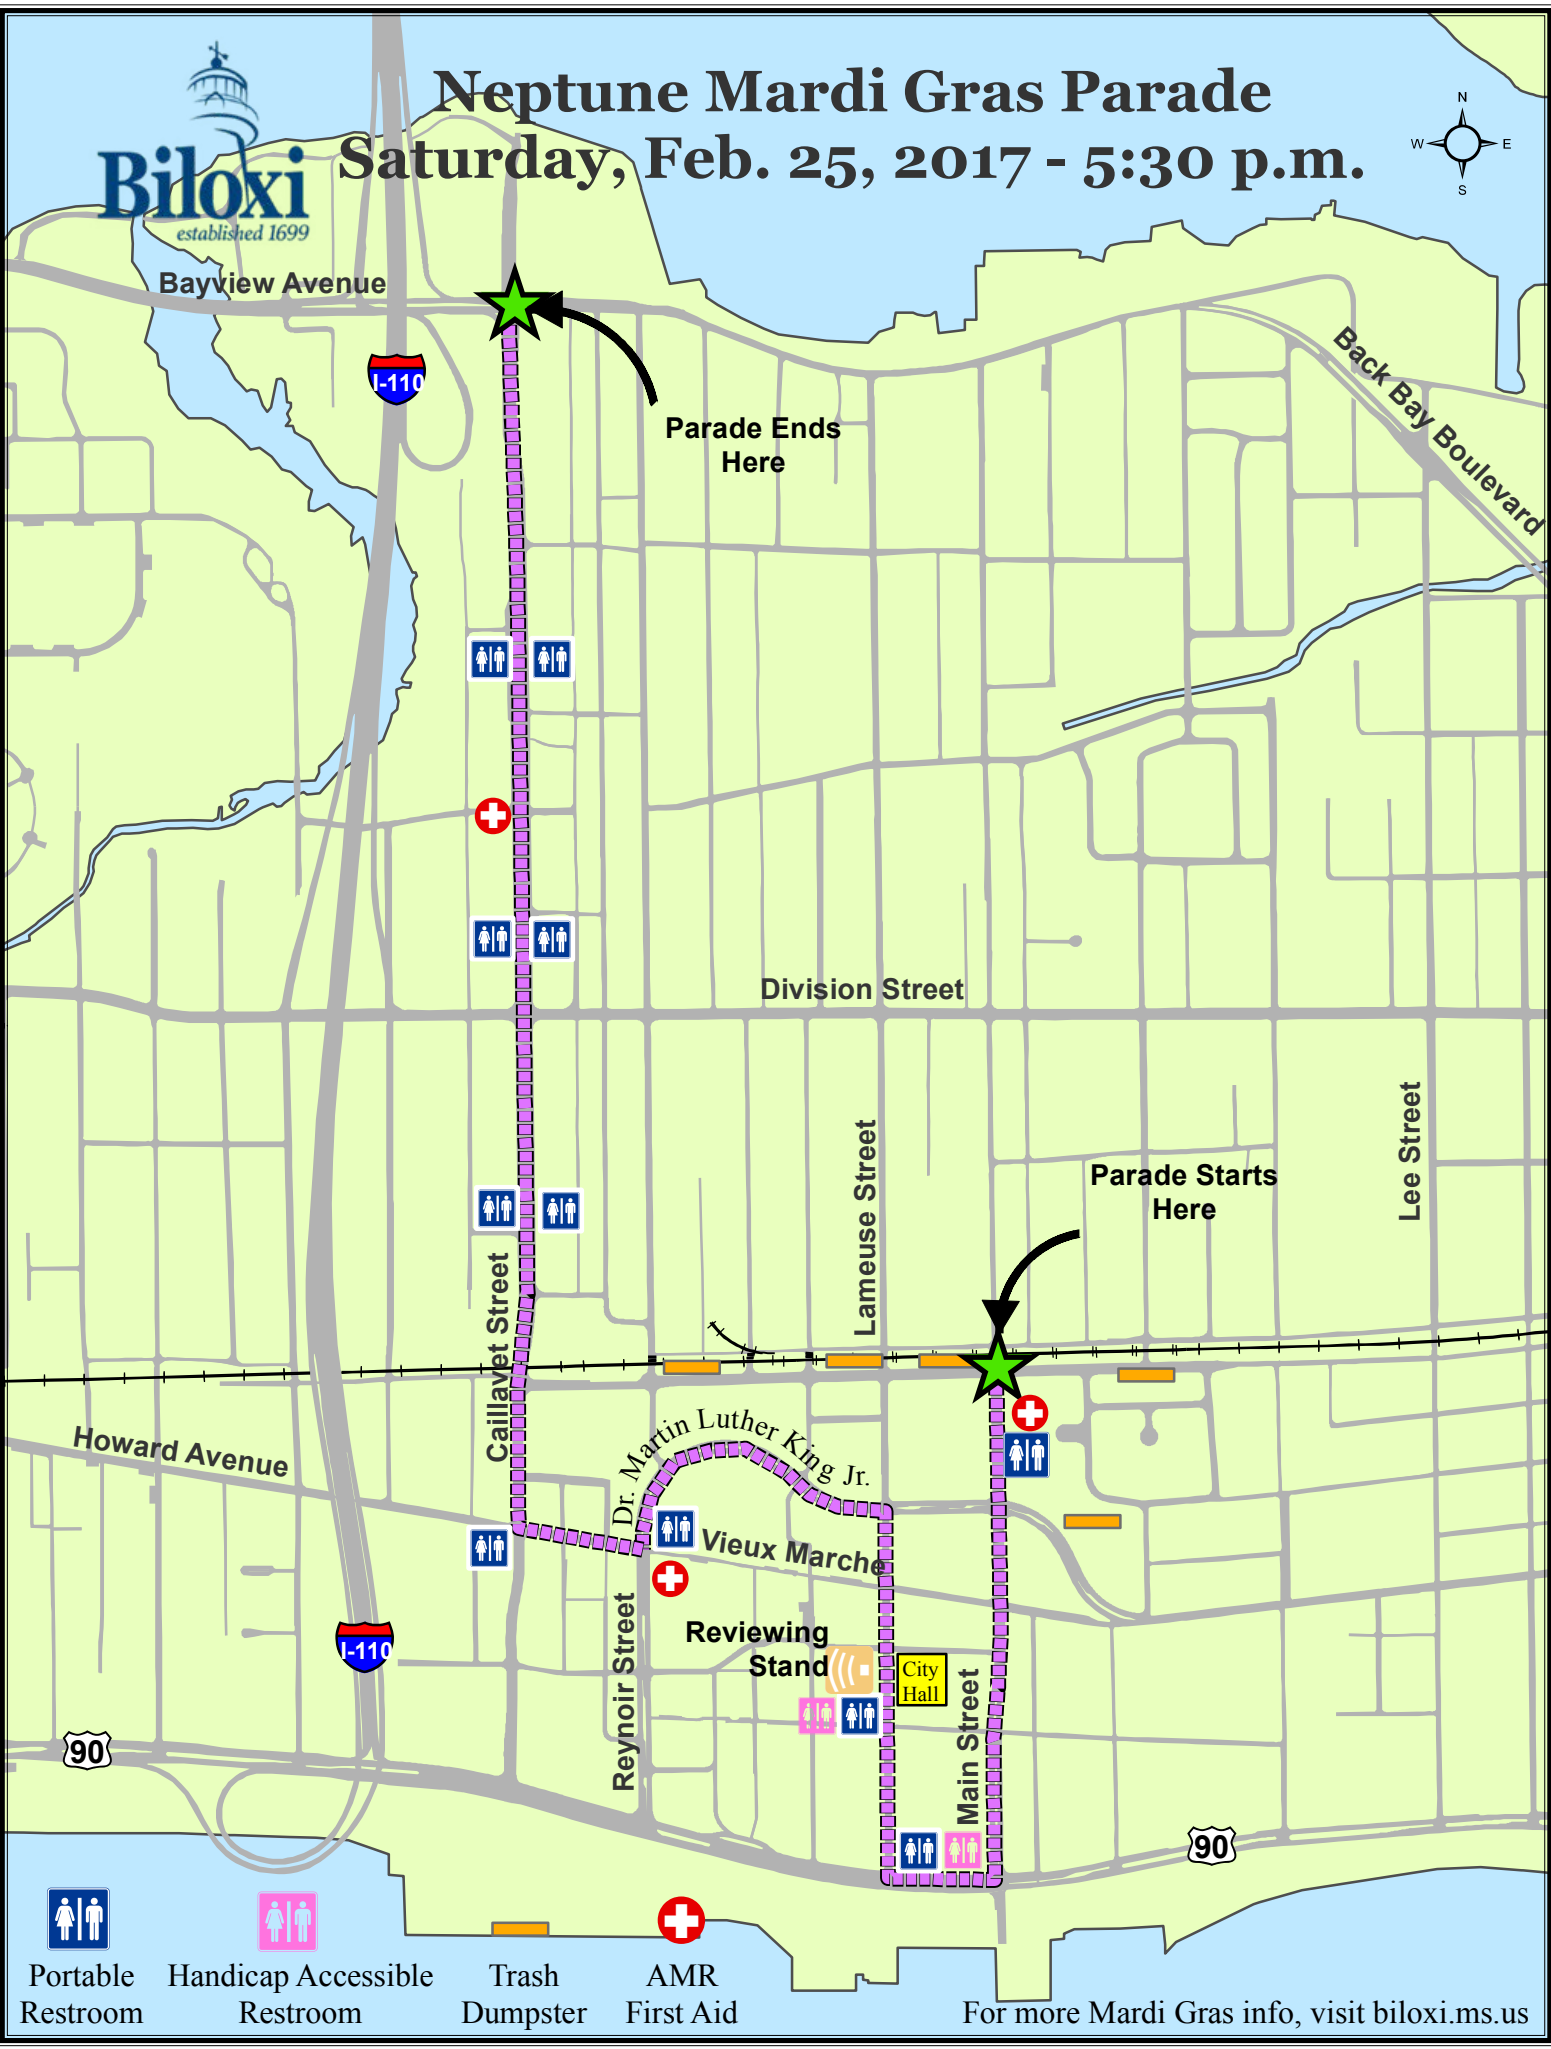 Neptune Mardi Gras Parade
Saturday, Feb. 25, 2017 - 5:30 p.m.
Biloxi
established 1699
N
W
E
S
Bayview Avenue
I-110
Back Bay Boulevard
Parade Ends
Here
Division Street
Lameuse Street
Lee Street
Parade Starts
Here
Caillavet Street
Howard Avenue
Dr. Martin Luther King Jr.
Vieux Marche
Reynoir Street
Reviewing
Stand
City
Hall
I-110
Main Street
90
90
Portable
Restroom
Handicap Accessible
Restroom
Trash
Dumpster
AMR
First Aid
For more Mardi Gras info, visit biloxi.ms.us